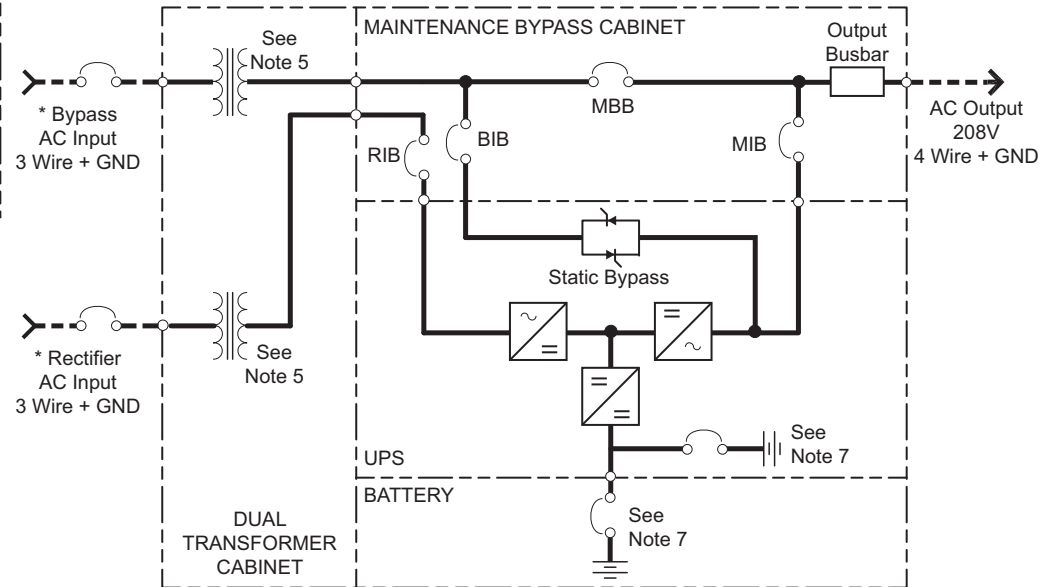 MAINTENANCE BYPASS CABINET
See
Note 5
Output
Busbar
* Bypass
AC Input
3 Wire + GND
MBB
AC Output
208V
4 Wire + GND
RIB
BIB
MIB
Static Bypass
* Rectifier
AC Input
3 Wire + GND
See
Note 5
See
Note 7
UPS
BATTERY
See
Note 7
DUAL
TRANSFORMER
CABINET